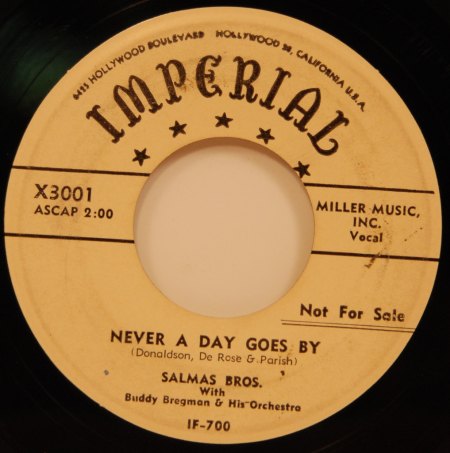 6425 HOLLYWOOD BOULEVARD HOLLYWOOD 28, CALIFORNIA U.S.A.
IMPERIAL
X3001
ASCAP 2:00
MILLER MUSIC,
INC.
Vocal
Not For Sale
NEVER A DAY GOES BY
(Donaldson, De Rose & Parish)
SALMAS BROS.
With
Buddy Bregman & His Orchestra
IF-700